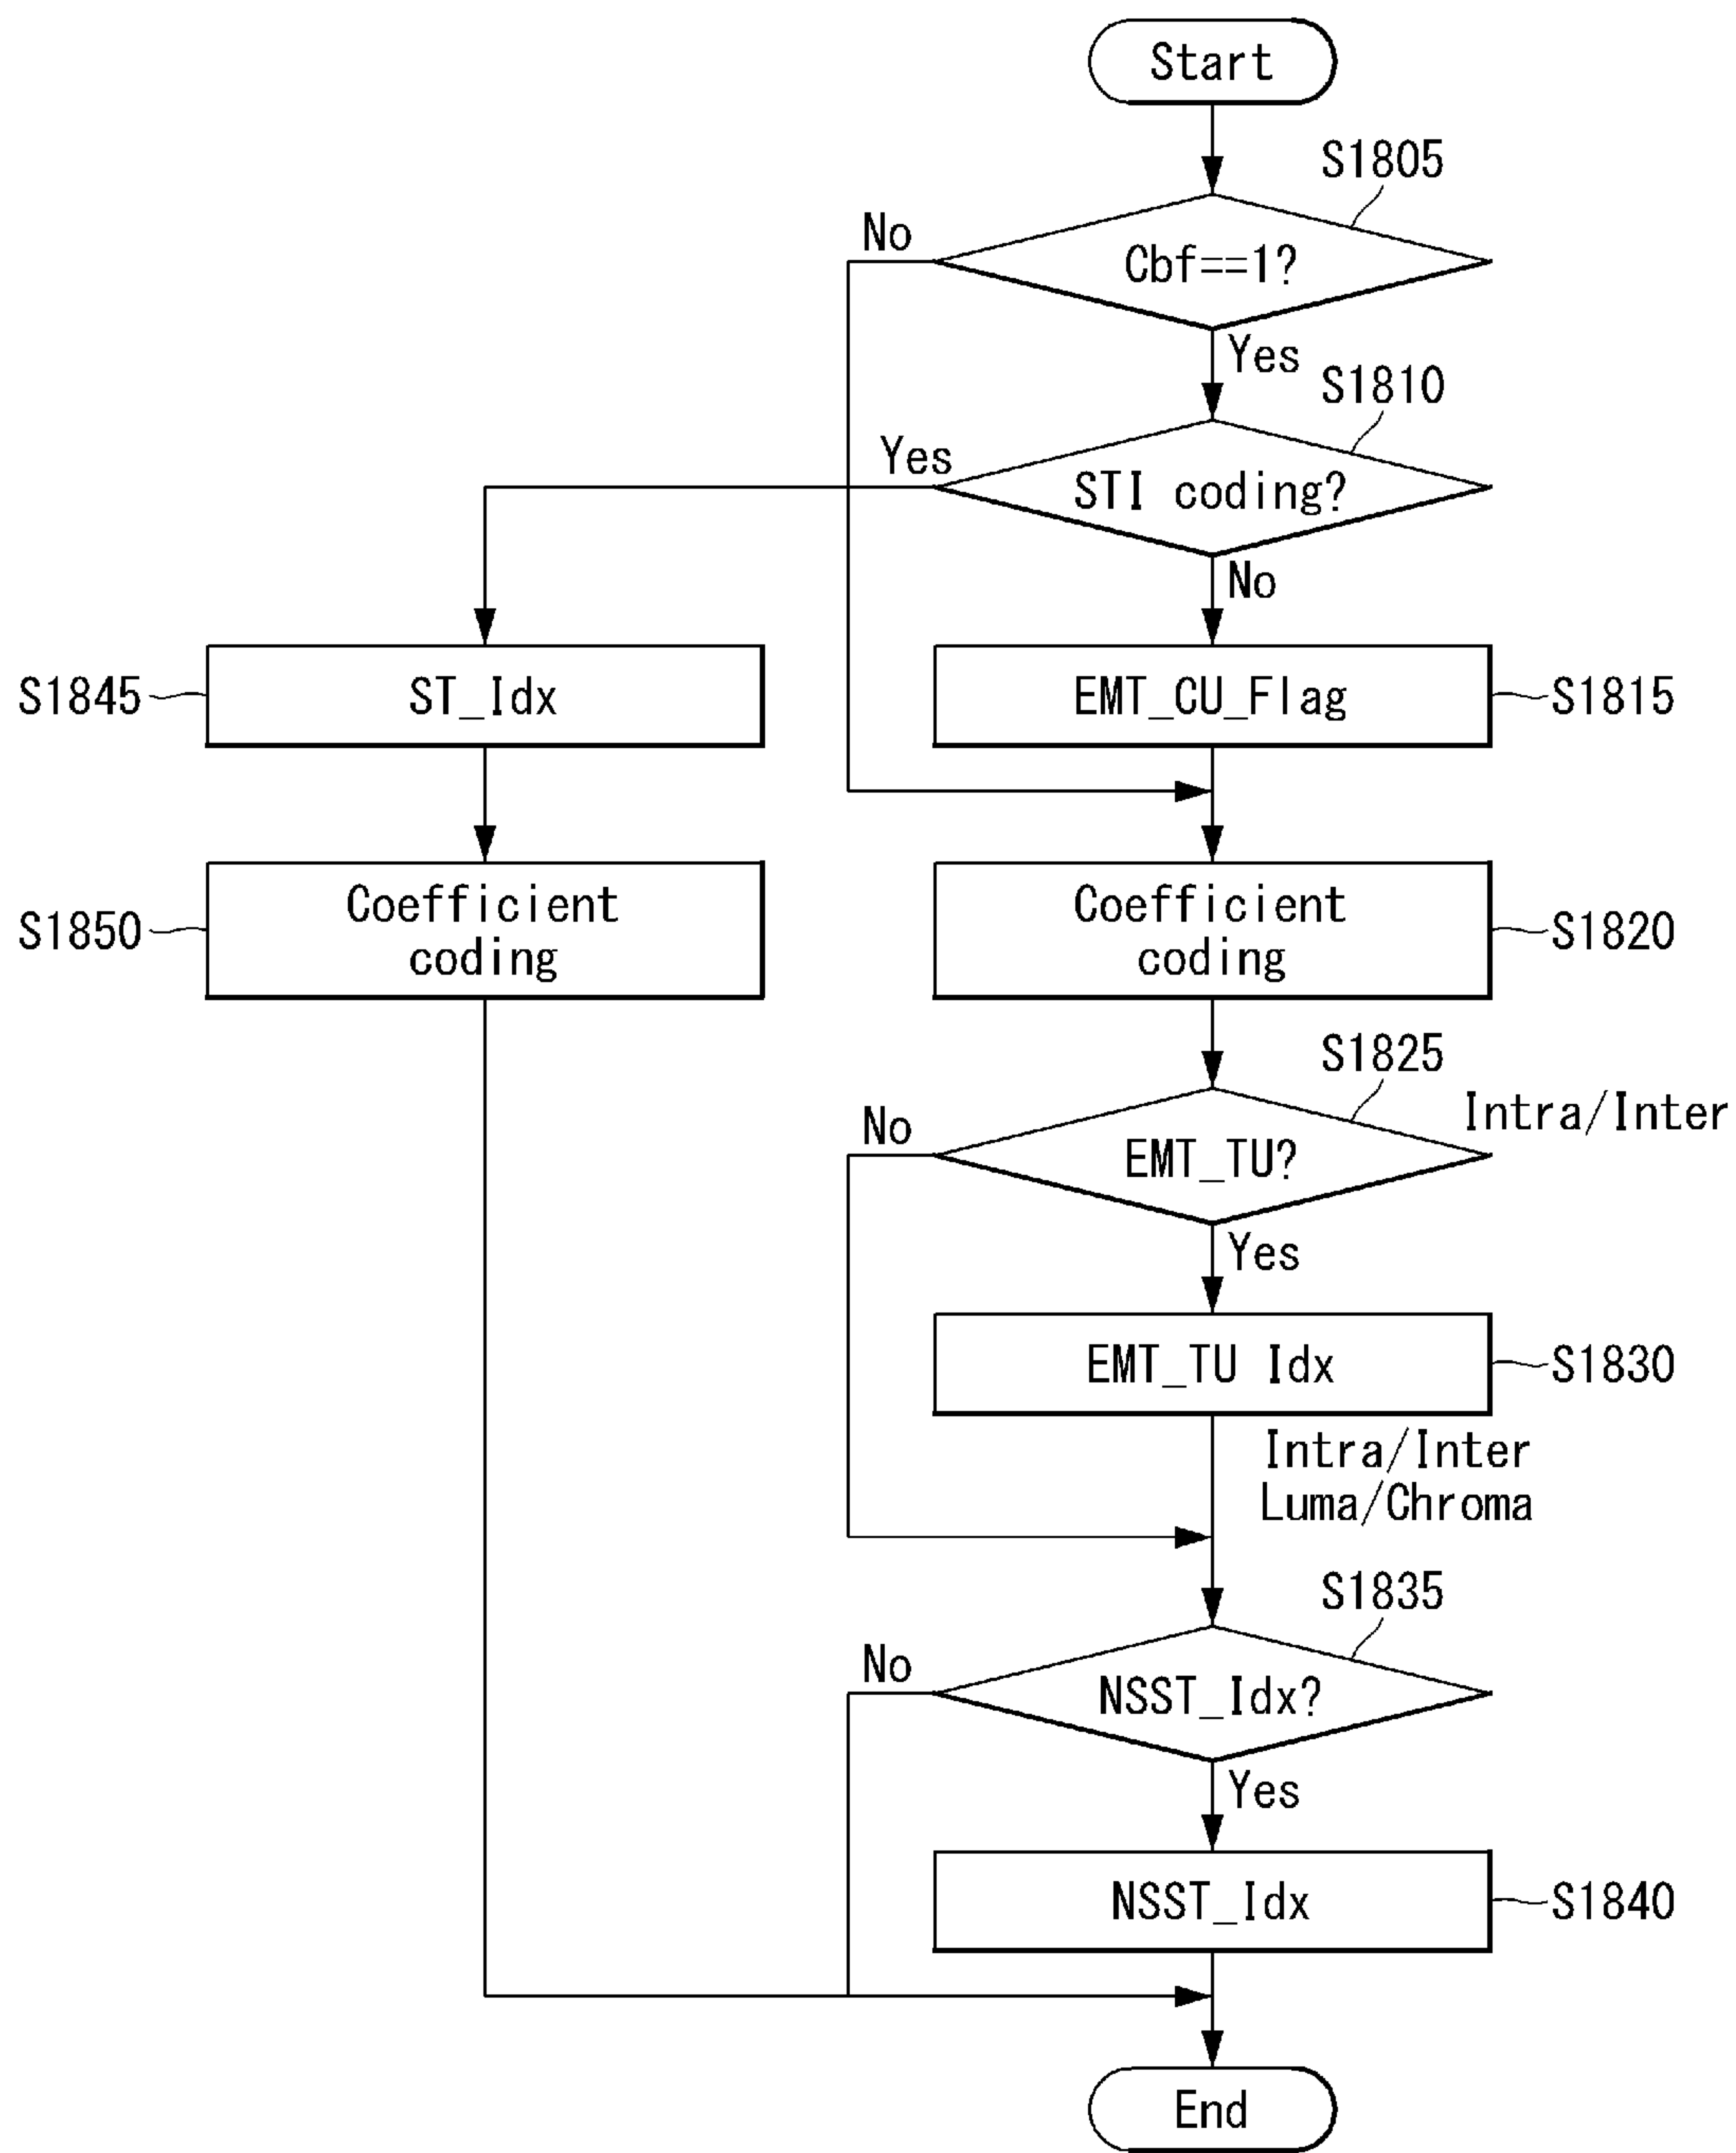 Start
S1805
No
Cbf==1?
Yes
S1810
Yes
STI coding?
No
S1845
ST_Idx
EMT_CU_Flag
S1815
S1850
Coefficient
coding
Coefficient
coding
S1820
S1825
Intra/Inter
No
EMT_TU?
Yes
EMT_TU Idx
S1830
Intra/Inter
Luma/Chroma
S1835
No
NSST_Idx?
Yes
NSST_Idx
S1840
End